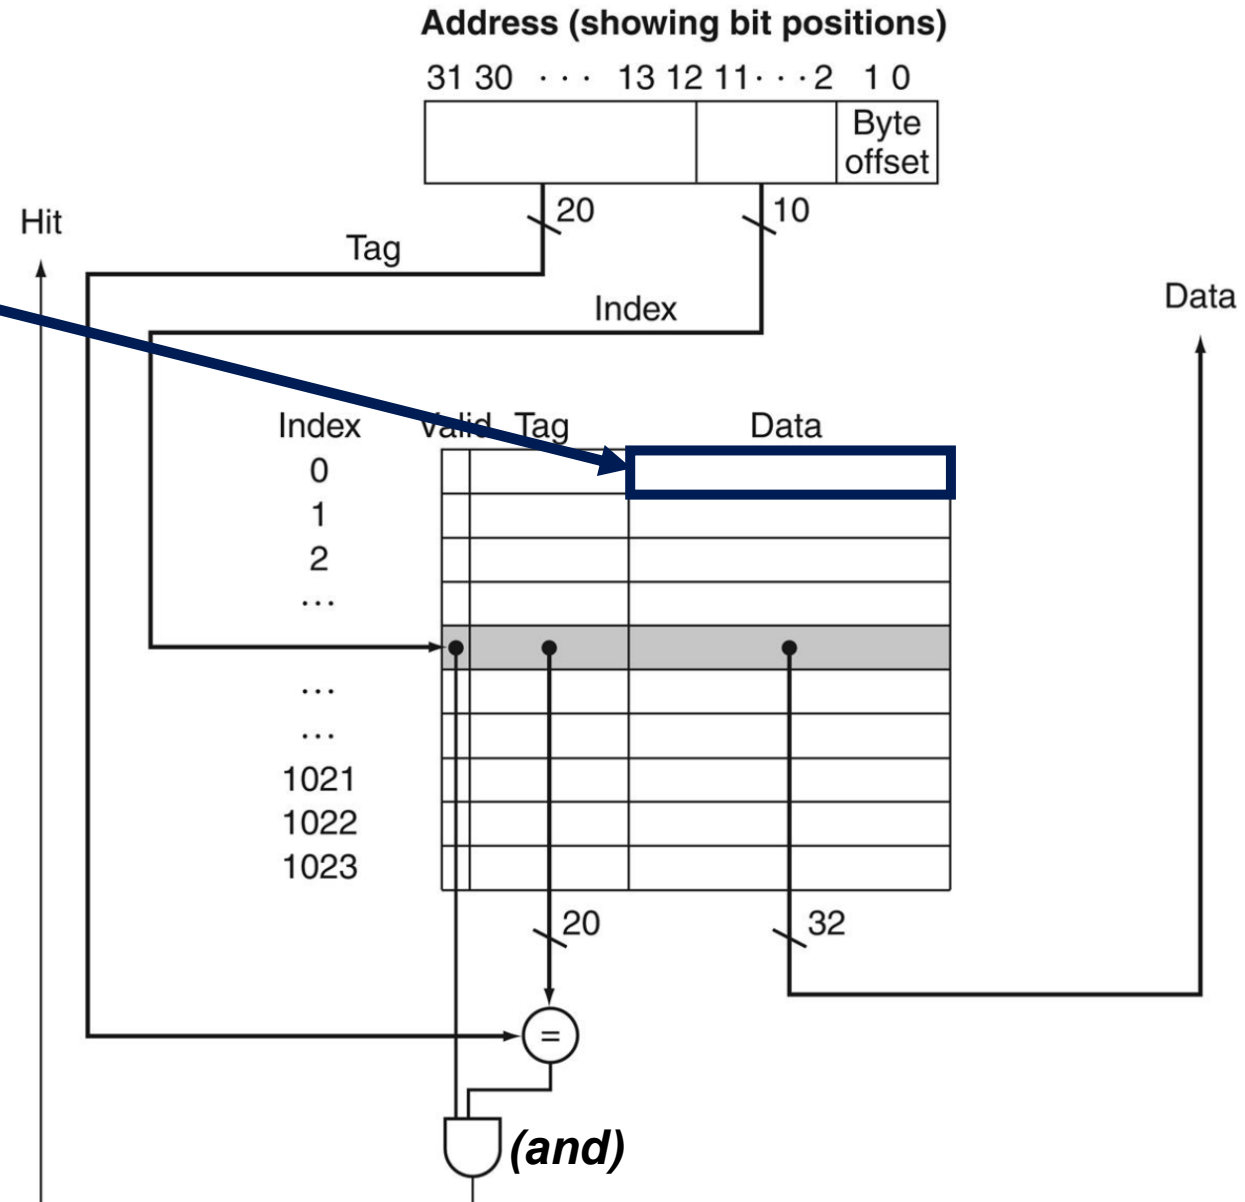 Address (showing bit positions)
31 30 · · · 13 12 11 · · · 2 1 0
Byte
offset
20 10
Hit
Tag
Index
Data
Index Valid Tag Data
0
1
2
···
···
···
1021
1022
1023
20 32
=
(and)